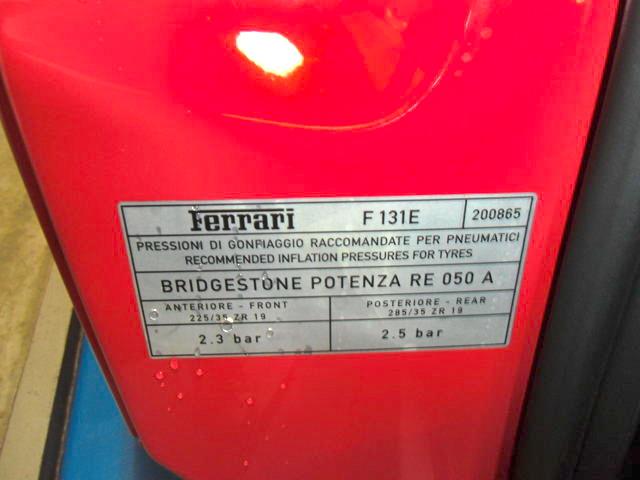 Ferrari F 131E 200865
PRESSIONI DI GONFIAGGIO RACCOMANDATE PER PNEUMATICI
RECOMMENDED INFLATION PRESSURES FOR TYRES
BRIDGESTONE POTENZA RE 050 A
ANTERIORE - FRONT POSTERIORE - REAR
225/35 ZR 19 285/35 ZR 19
2.3 bar 2.5 bar